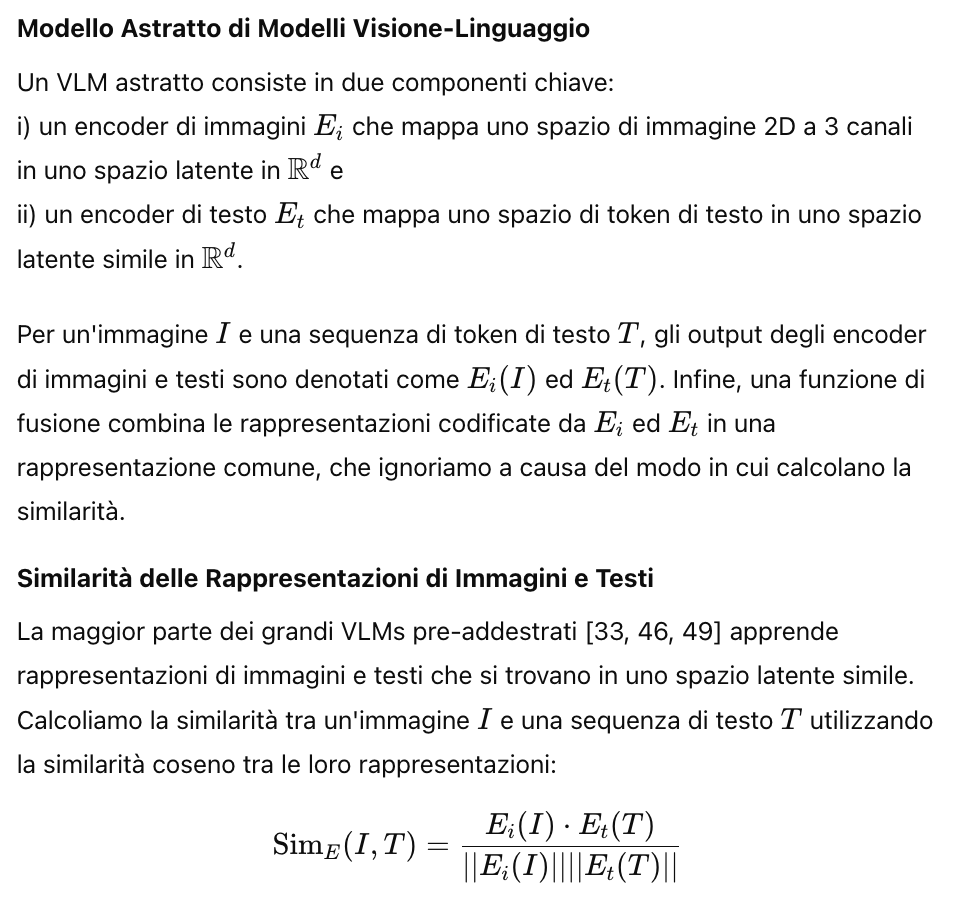 Modello Astratto di Modelli Visione-Linguaggio
Un VLM astratto consiste in due componenti chiave:
i) un encoder di immagini $E_i$ che mappa uno spazio di immagine 2D a 3 canali
in uno spazio latente in $\mathbb{R}^d$ e
ii) un encoder di testo $E_t$ che mappa uno spazio di token di testo in uno spazio
latente simile in $\mathbb{R}^d$.
Per un'immagine $I$ e una sequenza di token di testo $T$, gli output degli encoder
di immagini e testi sono denotati come $E_i(I)$ ed $E_t(T)$. Infine, una funzione di
fusione combina le rappresentazioni codificate da $E_i$ ed $E_t$ in una
rappresentazione comune, che ignoriamo a causa del modo in cui calcolano la
similarità.
Similarità delle Rappresentazioni di Immagini e Testi
La maggior parte dei grandi VLMs pre-addestrati [33, 46, 49] apprende
rappresentazioni di immagini e testi che si trovano in uno spazio latente simile.
Calcoliamo la similarità tra un'immagine $I$ e una sequenza di testo $T$ utilizzando
la similarità coseno tra le loro rappresentazioni:
$\mathrm{Sim}_E(I, T) = \frac{E_i(I) \cdot E_t(T)}{||E_i(I)||||E_t(T)||}$